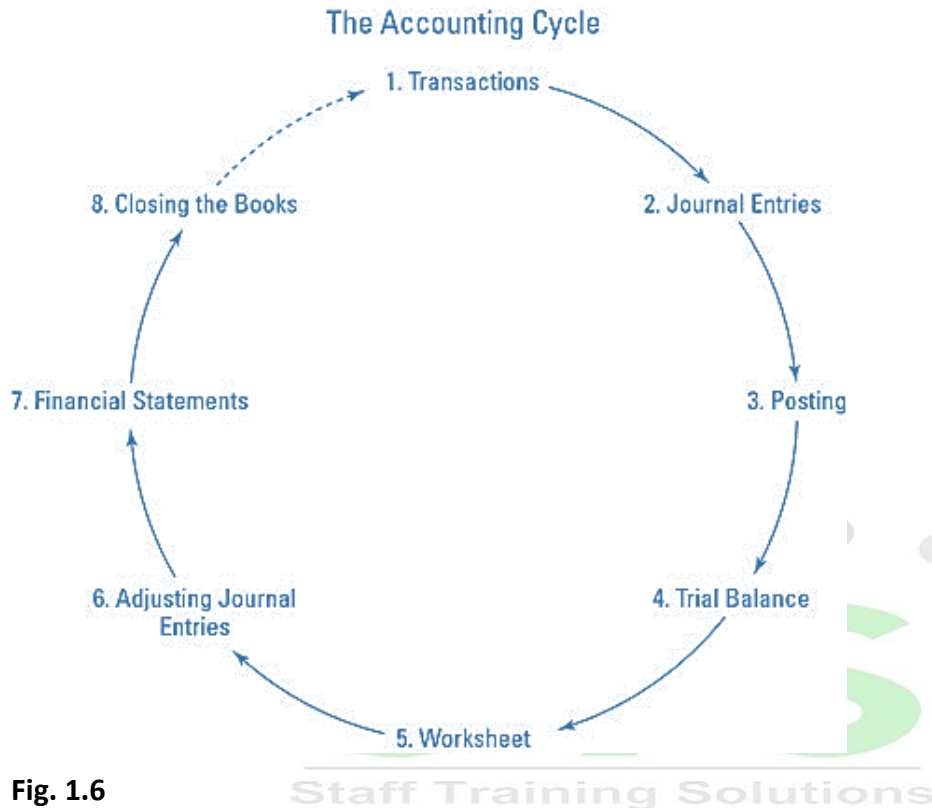 The Accounting Cycle
1. Transactions
2. Journal Entries
3. Posting
4. Trial Balance
5. Worksheet
6. Adjusting Journal
Entries
7. Financial Statements
8. Closing the Books
Fig. 1.6
Staff Training Solutions